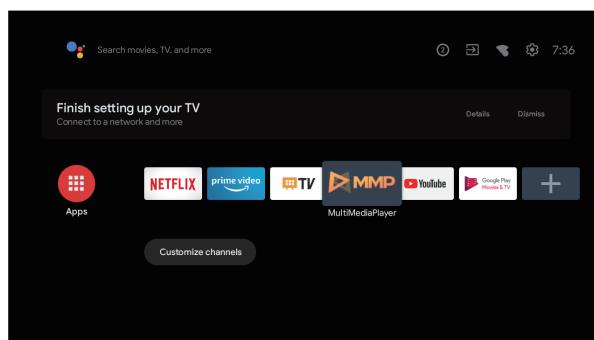 Search movies, TV, and more
2
7:36
Finish setting up your TV
Connect to a network and more
Details
Dismiss
NETFLIX
prime video
TV
MMP
YouTube
Google Play
Movies & TV
Apps
MultiMediaPlayer
Customize channels